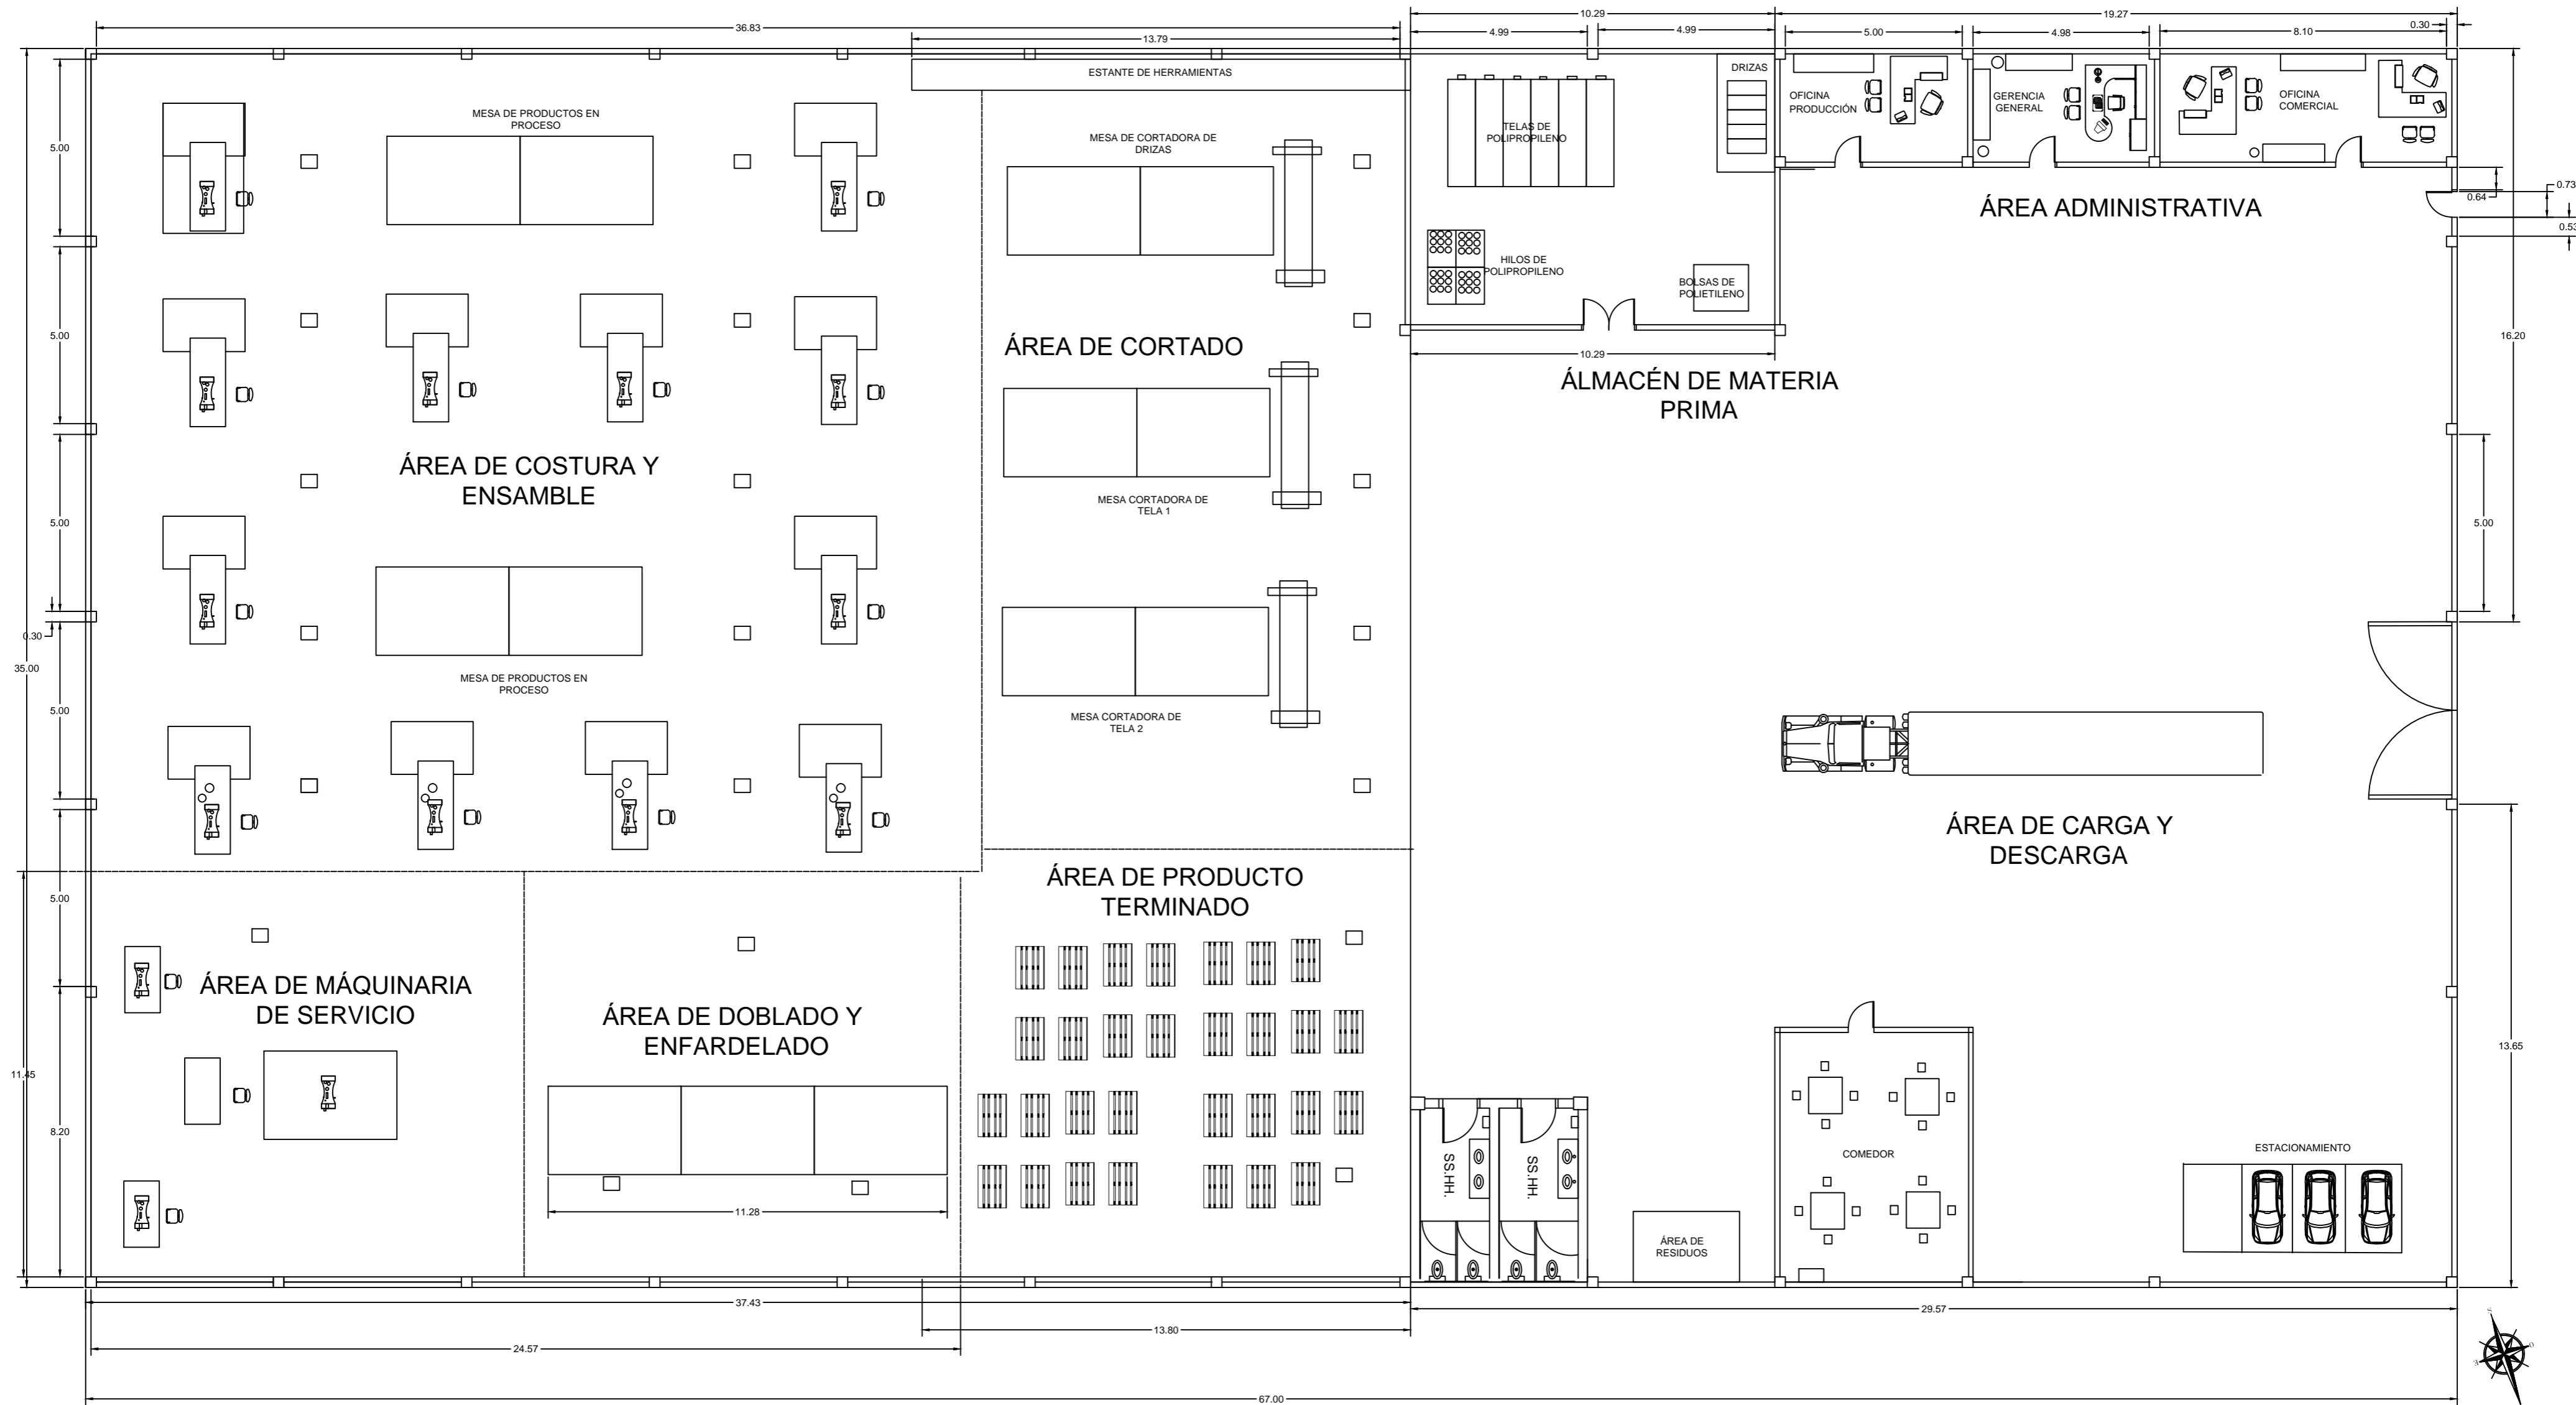 36.83
10.29
19.27
13.79
4.99
4.99
5.00
4.98
8.10
0.30
ESTANTE DE HERRAMIENTAS
DRIZAS
OFICINA
PRODUCCIÓN
GERENCIA
GENERAL
OFICINA
COMERCIAL
MESA DE PRODUCTOS EN
PROCESO
TELAS DE
POLIPROPILENO
MESA DE CORTADORA DE
DRIZAS
5.00
0.73
0.64
0.53
ÁREA ADMINISTRATIVA
HILOS DE
POLIPROPILENO
BOLSAS DE
POLIETILENO
5.00
16.20
ÁREA DE CORTADO
10.29
ÁLMACÉN DE MATERIA
PRIMA
ÁREA DE COSTURA Y
ENSAMBLE
MESA CORTADORA DE
TELA 1
5.00
5.00
0.30
35.00
MESA DE PRODUCTOS EN
PROCESO
5.00
MESA CORTADORA DE
TELA 2
ÁREA DE CARGA Y
DESCARGA
ÁREA DE PRODUCTO
TERMINADO
5.00
ÁREA DE MÁQUINARIA
DE SERVICIO
ÁREA DE DOBLADO Y
ENFARDELADO
11.45
13.65
8.20
SS.HH.
SS.HH.
COMEDOR
ESTACIONAMIENTO
11.28
ÁREA DE
RESIDUOS
37.43
29.57
13.80
24.57
67.00